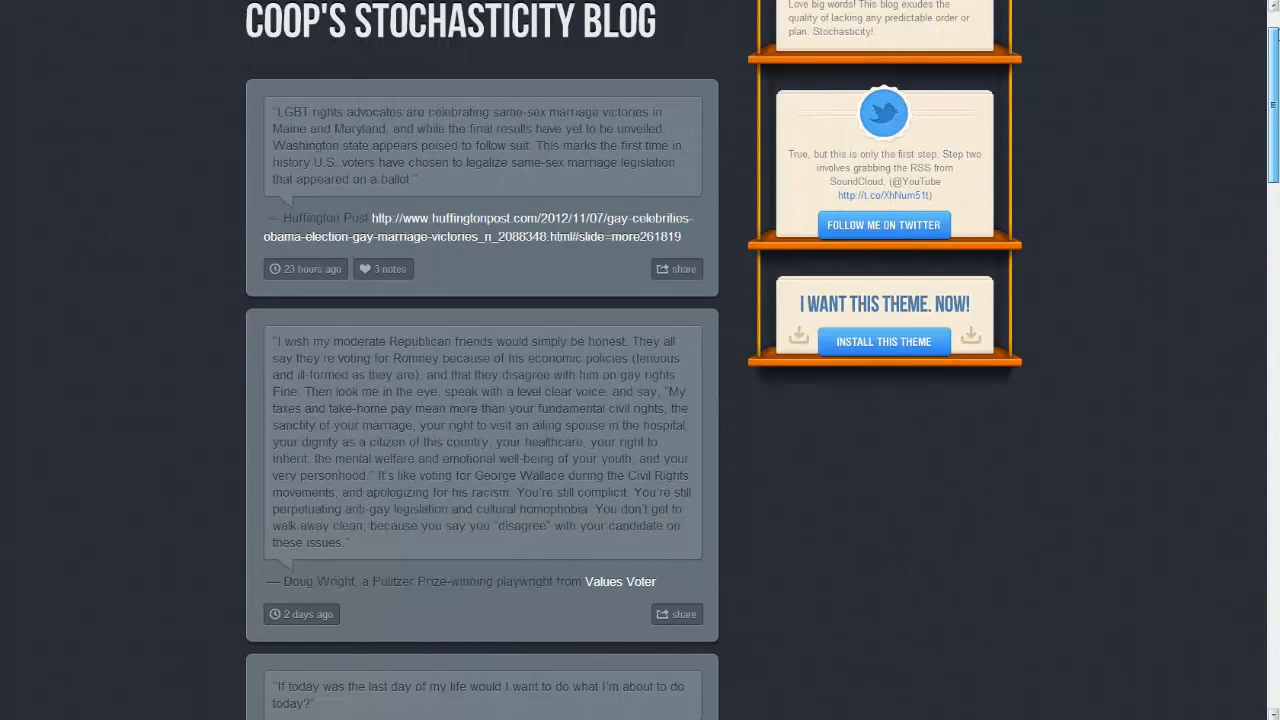 COOP'S STOCHASTICITY BLOG
"LGBT rights advocates are celebrating same-sex marriage victories in
Maine and Maryland, and while the final results have yet to be unveiled,
Washington state appears poised to follow suit. This marks the first time in
history U.S. voters have chosen to legalize same-sex marriage legislation
that appeared on a ballot."
— Huffington Post http://www.huffingtonpost.com/2012/11/07/gay-celebrities-
obama-election-gay-marriage-victories_n_2088348.html#slide=more261819
23 hours ago
3 notes
share
"I wish my moderate Republican friends would simply be honest. They all
say they're voting for Romney because of his economic policies (tenuous
and ill-formed as they are), and that they disagree with him on gay rights.
Fine. Then look me in the eye, speak with a level clear voice, and say, "My
taxes and take-home pay mean more than your fundamental civil rights, the
sanctity of your marriage, your right to visit an ailing spouse in the hospital,
your dignity as a citizen of this country, your healthcare, your right to
inherit, the mental welfare and emotional well-being of your youth, and your
very personhood." It's like voting for George Wallace during the Civil Rights
movements, and apologizing for his racism. You're still complicit. You're still
perpetuating anti-gay legislation and cultural homophobia. You don't get to
walk away clean, because you say you "disagree" with your candidate on
these issues."
— Doug Wright, a Pulitzer Prize-winning playwright from Values Voter
2 days ago
share
"If today was the last day of my life would I want to do what I'm about to do
today?"
Love big words! This blog exudes the
quality of lacking any predictable order or
plan. Stochasticity!
True, but this is only the first step. Step two
involves grabbing the RSS from
SoundCloud, (@YouTube
http://t.co/XhNum51t)
FOLLOW ME ON TWITTER
I WANT THIS THEME. NOW!
INSTALL THIS THEME